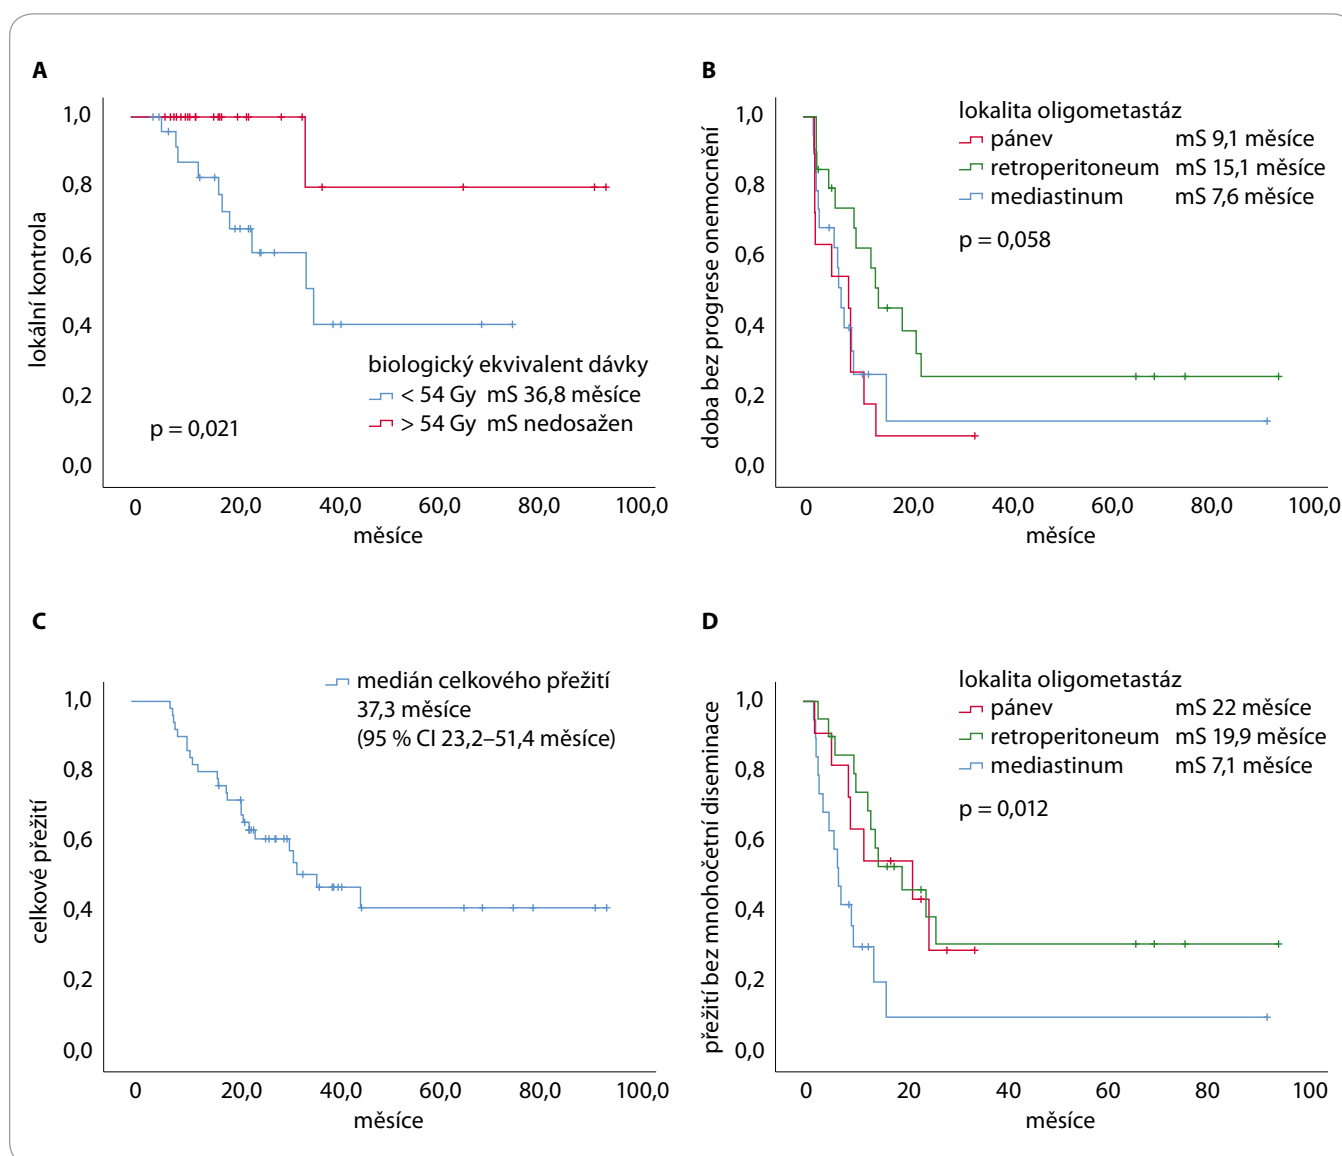 A
lokální kontrola
1,0
0,8
0,6
0,4
0,2
0,0
biologický ekvivalent dávky
< 54 Gy mS 36,8 měsíce
> 54 Gy mS nedosažen
p = 0,021
0 20,0 40,0 60,0 80,0 100,0
měsíce
B
doba bez progrese onemocnění
1,0
0,8
0,6
0,4
0,2
0,0
lokalita oligometastáz
pánev mS 9,1 měsíce
retroperitoneum mS 15,1 měsíce
mediastinum mS 7,6 měsíce
p = 0,058
0 20,0 40,0 60,0 80,0 100,0
měsíce
C
celkové přežití
1,0
0,8
0,6
0,4
0,2
0,0
medián celkového přežití
37,3 měsíce
(95 % CI 23,2–51,4 měsíce)
0 20,0 40,0 60,0 80,0 100,0
měsíce
D
přežití bez mnohočetní diseminace
1,0
0,8
0,6
0,4
0,2
0,0
lokalita oligometastáz
pánev mS 22 měsíce
retroperitoneum mS 19,9 měsíce
mediastinum mS 7,1 měsíce
p = 0,012
0 20 40 60 80 100,0
měsíce